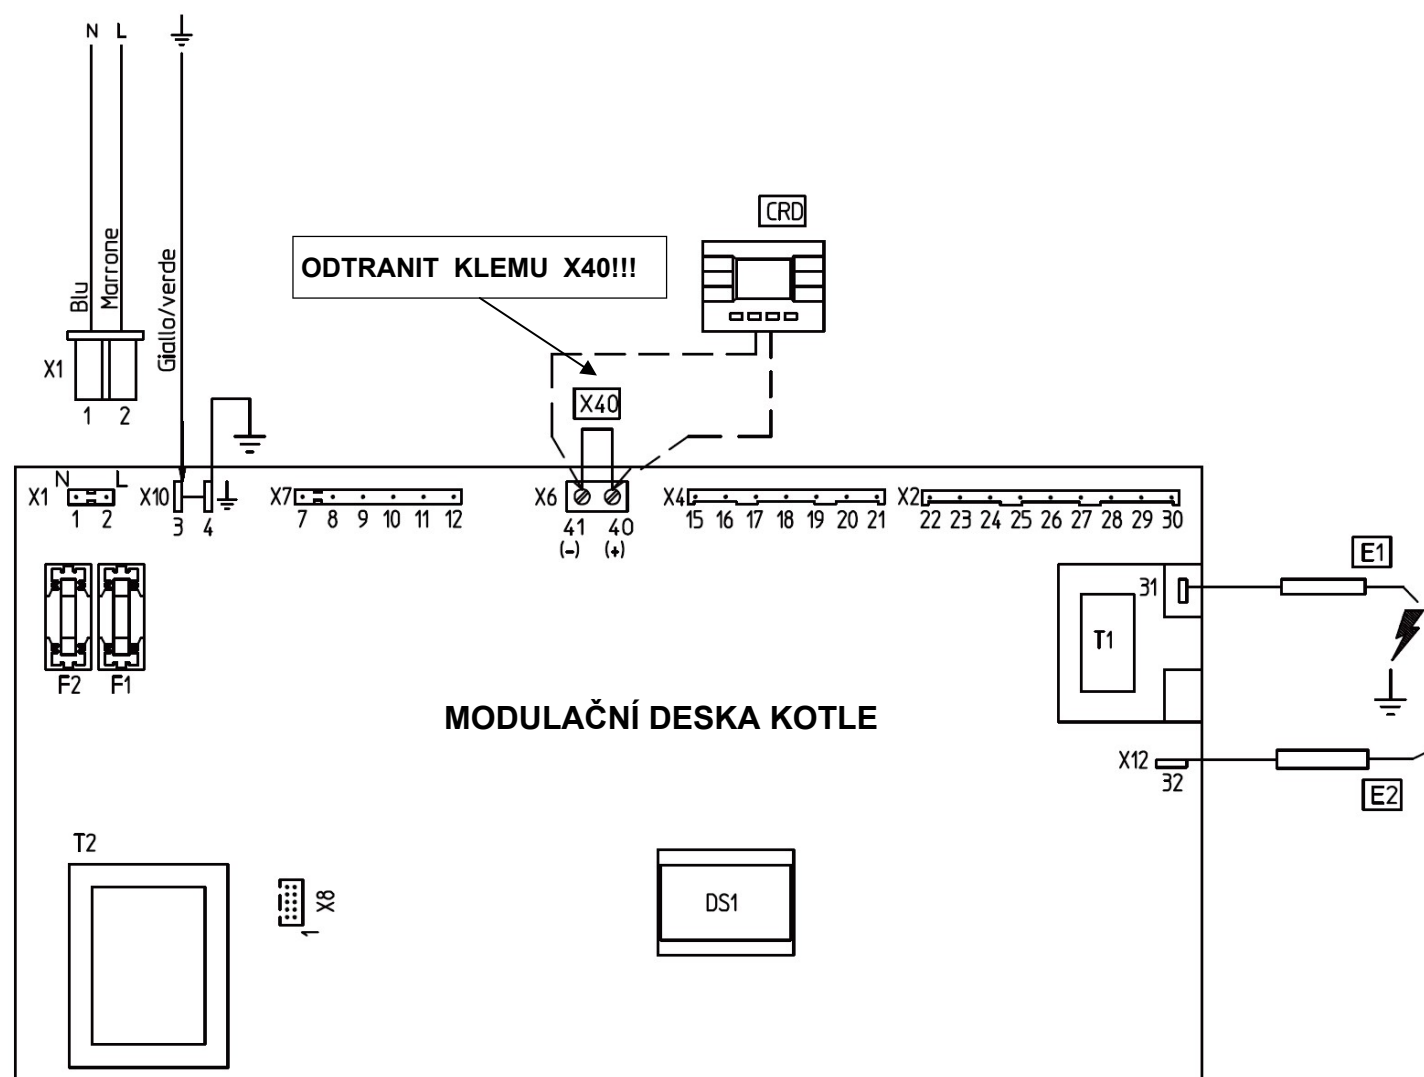 N L
Blu
Marrone
Giallo/verde
X1
1 2
CRD
ODTRANIT KLEMU X40!!!
X40
N L
X1
1 2
X10
3 4
X7
7 8 9 10 11 12
X6
41 40
(-) (+)
X4
15 16 17 18 19 20 21
X2
22 23 24 25 26 27 28 29 30
F2 F1
31
T1
E1
MODULAČNÍ DESKA KOTLE
X12
32
E2
T2
X8
1
DS1